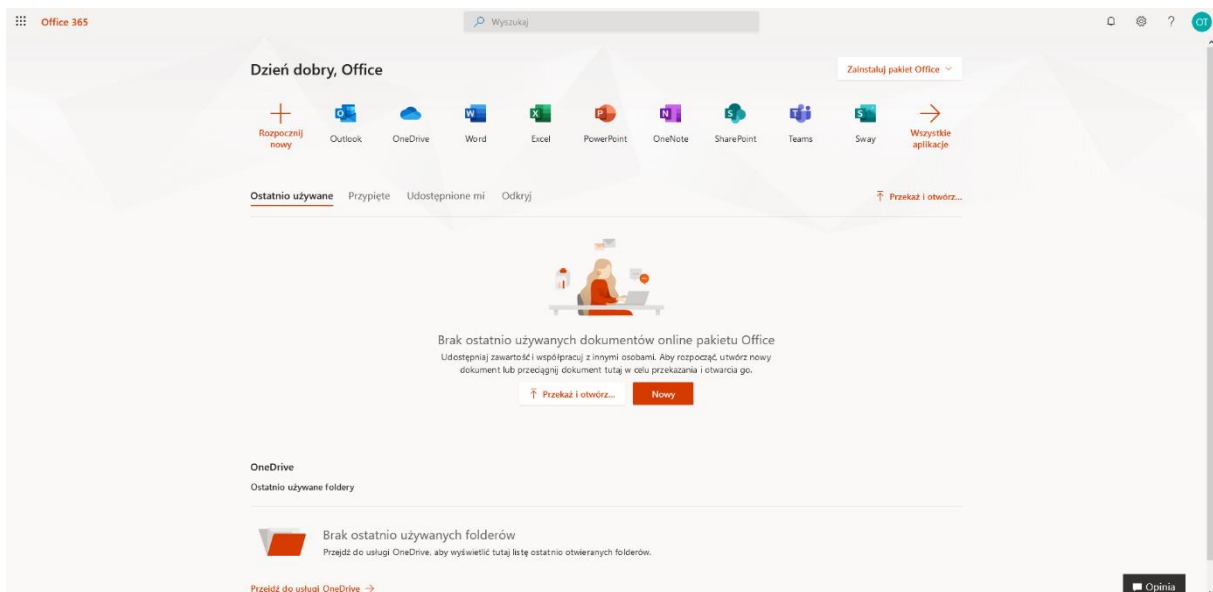 Office 365
Wyszukaj
OT
Dzień dobry, Office
Zainstaluj pakiet Office
Rozpocznij
nowy
Outlook
OneDrive
Word
Excel
PowerPoint
OneNote
SharePoint
Teams
Sway
Wszystkie
aplikacje
Ostatnio używane
Przypięte
Udostępnione mi
Odkryj
Przekaż i otwórz...
Brak ostatnio używanych dokumentów online pakietu Office
Udostępniaj zawartość i współpracuj z innymi osobami. Aby rozpocząć, utwórz nowy
dokument lub przeciągnij dokument tutaj w celu przekazania i otwarcia go.
Przekaż i otwórz...
Nowy
OneDrive
Ostatnio używane foldery
Brak ostatnio używanych folderów
Przejdź do usługi OneDrive, aby wyświetlić tutaj listę ostatnio otwieranych folderów.
Przejdź do usługi OneDrive
Opinia